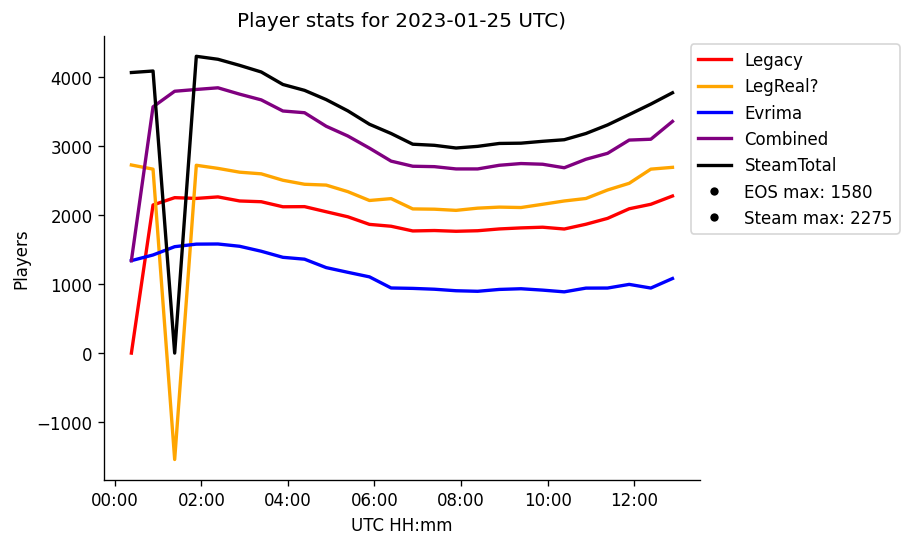 Player stats for 2023-01-25 UTC)
Legacy
LegReal?
Evrima
Combined
SteamTotal
EOS max: 1580
Steam max: 2275
Players
4000
3000
2000
1000
0
−1000
00:00 02:00 04:00 06:00 08:00 10:00 12:00
UTC HH:mm